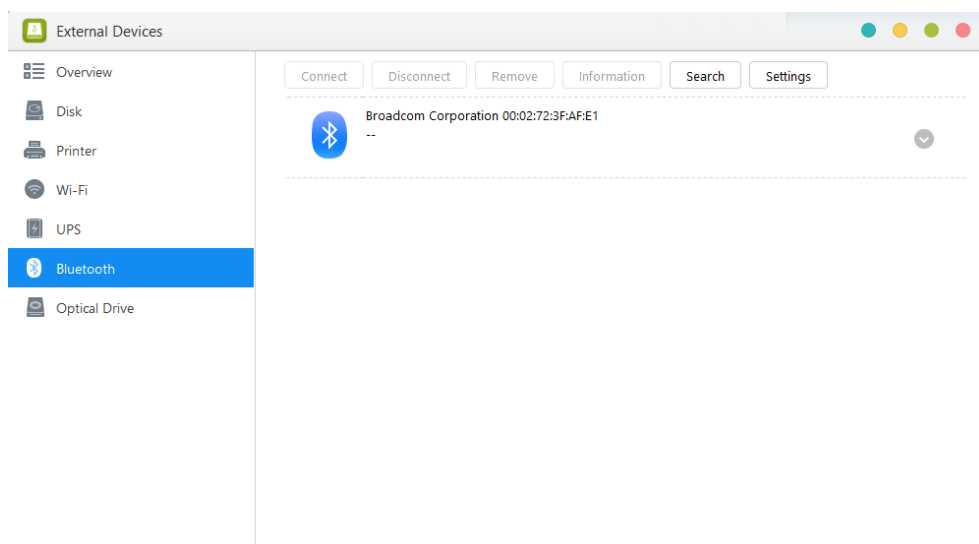 External Devices
Overview
Disk
Printer
Wi-Fi
UPS
Bluetooth
Optical Drive
Connect Disconnect Remove Information Search Settings
Broadcom Corporation 00:02:72:3F:AF:E1
--